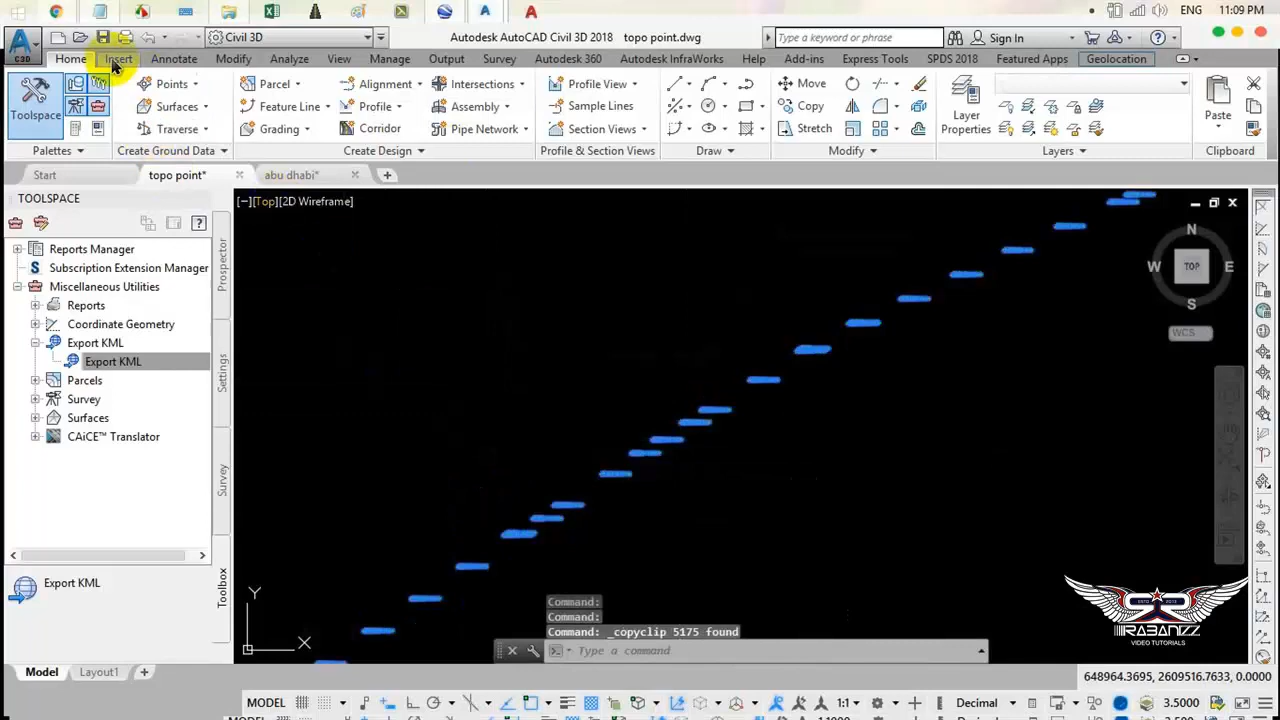 ENG 11:09 PM
Civil 3D Autodesk AutoCAD Civil 3D 2018 topo point.dwg Type a keyword or phrase Sign In
C3D
Home Insert Annotate Modify Analyze View Manage Output Survey Autodesk 360 Autodesk InfraWorks Help Add-ins Express Tools SPDS 2018 Featured Apps Geolocation
Toolspace
Palettes
Points
Surfaces
Traverse
Create Ground Data
Parcel Alignment Intersections
Feature Line Profile Assembly
Grading Corridor Pipe Network
Create Design
Profile View
Sample Lines
Section Views
Profile & Section Views
Draw
Move
Copy
Stretch
Modify
Layer
Properties
Layers
Paste
Clipboard
Start topo point* abu dhabi*
TOOLSPACE
Reports Manager
Subscription Extension Manager
Miscellaneous Utilities
Reports
Coordinate Geometry
Export KML
Export KML
Parcels
Survey
Surfaces
CAiCE™ Translator
Export KML
Prospector
Settings
Survey
Toolbox
[−][Top][2D Wireframe]
N
W TOP E
S
WCS
Y
X
Command:
Command:
Command: _copyclip 5175 found
Type a command
RABANIZZ
VIDEO TUTORIALS
Model Layout1
648964.3695, 2609516.7633, 0.0000
MODEL 1:1 Decimal 3.5000